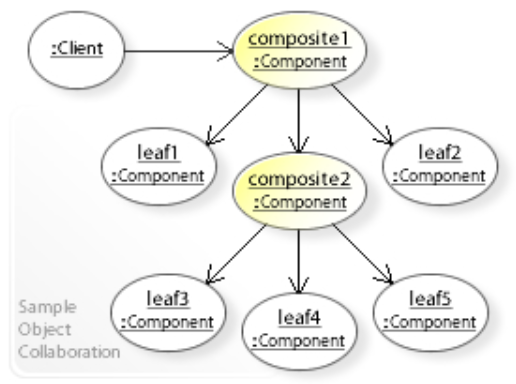 :Client
composite1
:Component
leaf1
:Component
composite2
:Component
leaf2
:Component
leaf3
:Component
leaf4
:Component
leaf5
:Component
Sample
Object
Collaboration